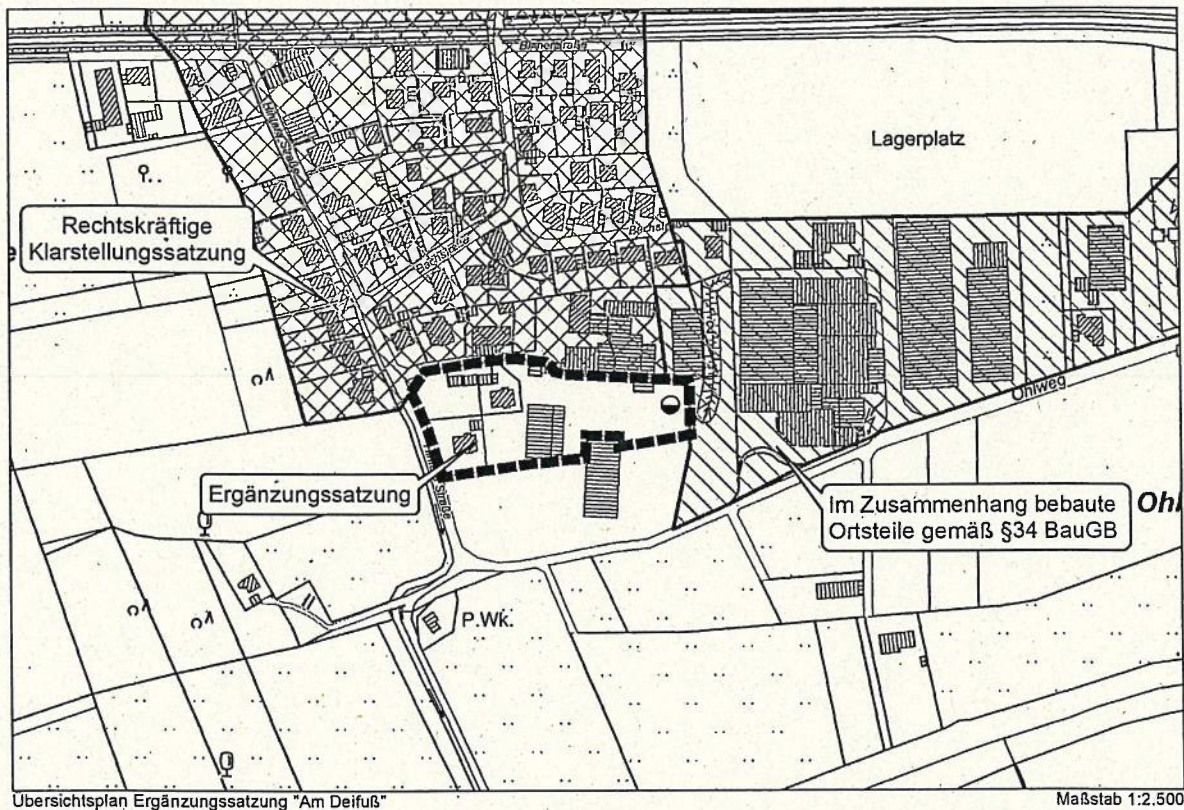 Lagerplatz
Rechtskräftige
Klarstellungssatzung
Ohlweg
Ergänzungssatzung
Straße
Im Zusammenhang bebaute
Ortsteile gemäß §34 BauGB
P.Wk.
Übersichtsplan Ergänzungssatzung "Am Deifuß"
Maßstab 1:2.500